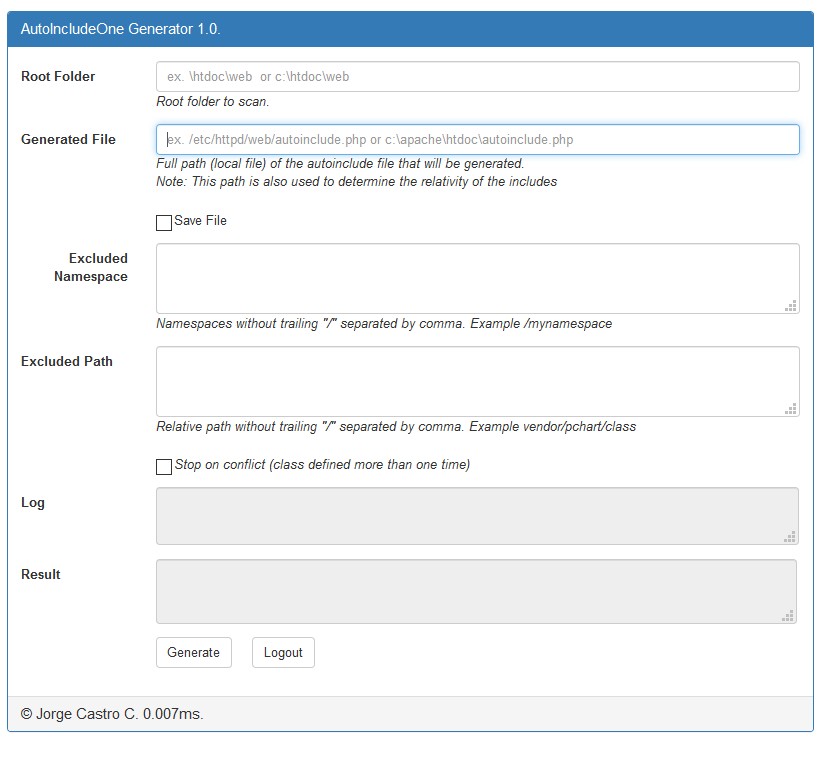 AutoIncludeOne Generator 1.0.
Root Folder
ex. \htdoc\web or c:\htdoc\web
Root folder to scan.
Generated File
ex. /etc/httpd/web/autoinclude.php or c:\apache\htdoc\autoinclude.php
Full path (local file) of the autoinclude file that will be generated.
Note: This path is also used to determine the relativity of the includes
Save File
Excluded
Namespace
Namespaces without trailing "/" separated by comma. Example /mynamespace
Excluded Path
Relative path without trailing "/" separated by comma. Example vendor/pchart/class
Stop on conflict (class defined more than one time)
Log
Result
Generate Logout
© Jorge Castro C. 0.007ms.